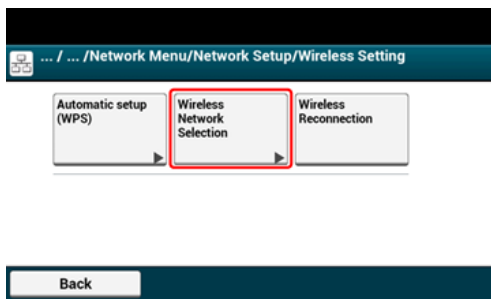 ... / ... /Network Menu/Network Setup/Wireless Setting
Automatic setup
(WPS)
Wireless
Network
Selection
Wireless
Reconnection
Back